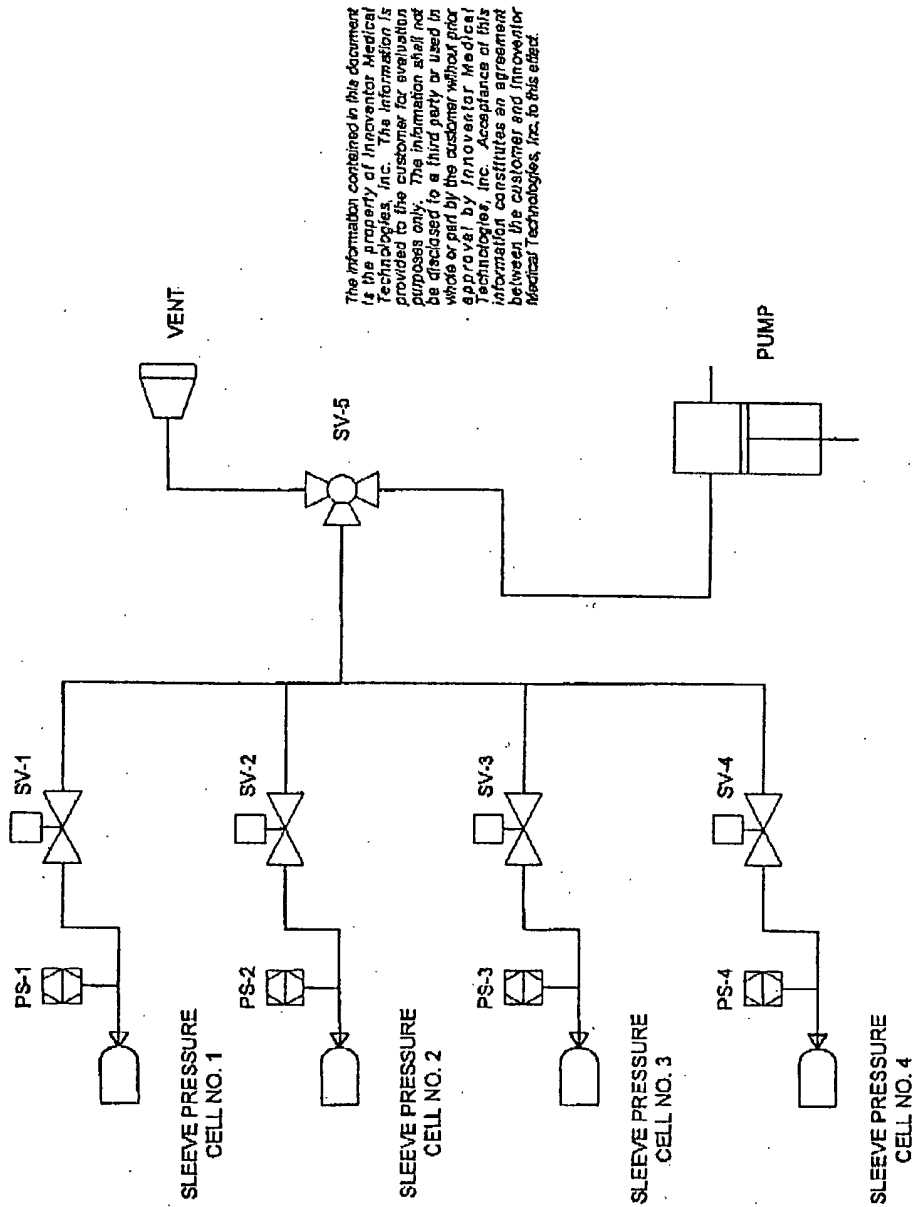 The information contained in this document
is the property of Innoventor Medical
Technologies, Inc. The information is
provided to the customer for evaluation
purposes only. The information shall not
be disclosed to a third party or used in
whole or part by the customer without prior
approval by Innoventor Medical
Technologies, Inc. Acceptance of this
information constitutes an agreement
between the customer and Innoventor
Medical Technologies, Inc. to this effect.
VENT
SV-5
PUMP
SV-1
SV-2
SV-3
SV-4
PS-1
PS-2
PS-3
PS-4
SLEEVE PRESSURE
CELL NO. 1
SLEEVE PRESSURE
CELL NO. 2
SLEEVE PRESSURE
CELL NO. 3
SLEEVE PRESSURE
CELL NO. 4